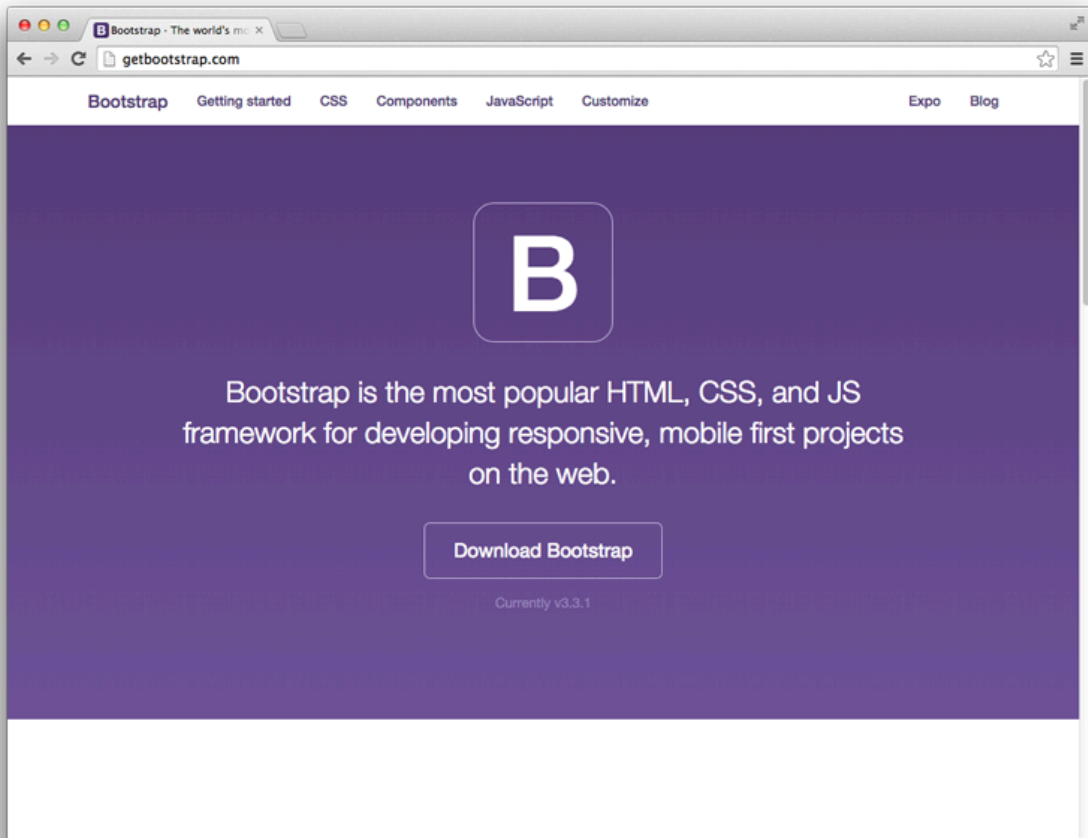 B Bootstrap - The world's mo
getbootstrap.com
Bootstrap Getting started CSS Components JavaScript Customize Expo Blog
B
Bootstrap is the most popular HTML, CSS, and JS
framework for developing responsive, mobile first projects
on the web.
Download Bootstrap
Currently v3.3.1